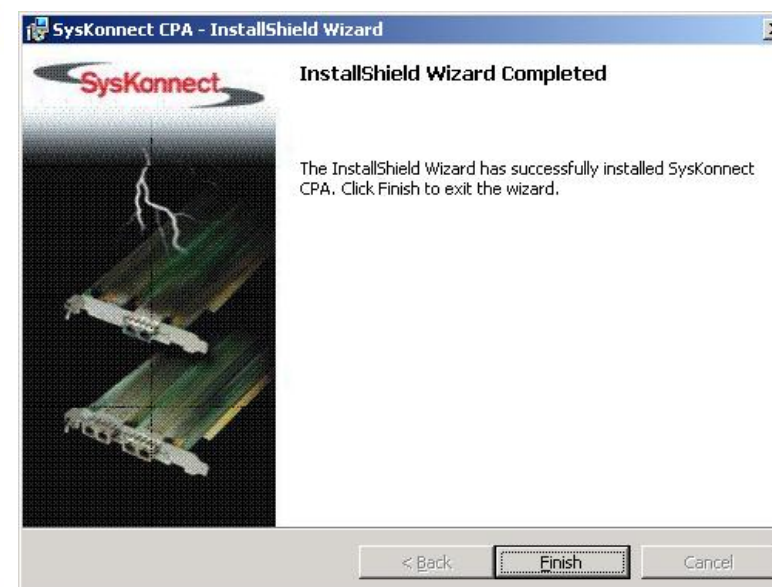 SysKonnect CPA - InstallShield Wizard
SysKonnect
InstallShield Wizard Completed
The InstallShield Wizard has successfully installed SysKonnect
CPA. Click Finish to exit the wizard.
< Back
Finish
Cancel